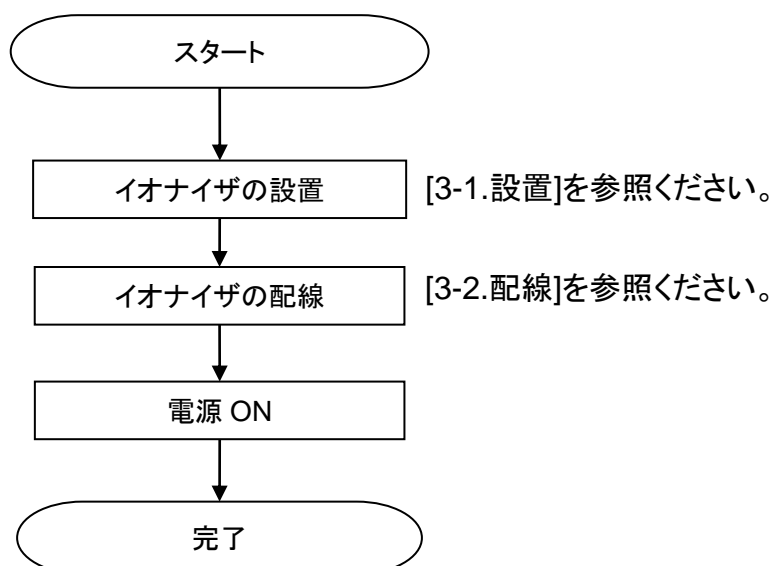 スタート
イオナイザの設置
[3-1.設置]を参照ください。
イオナイザの配線
[3-2.配線]を参照ください。
電源 ON
完了